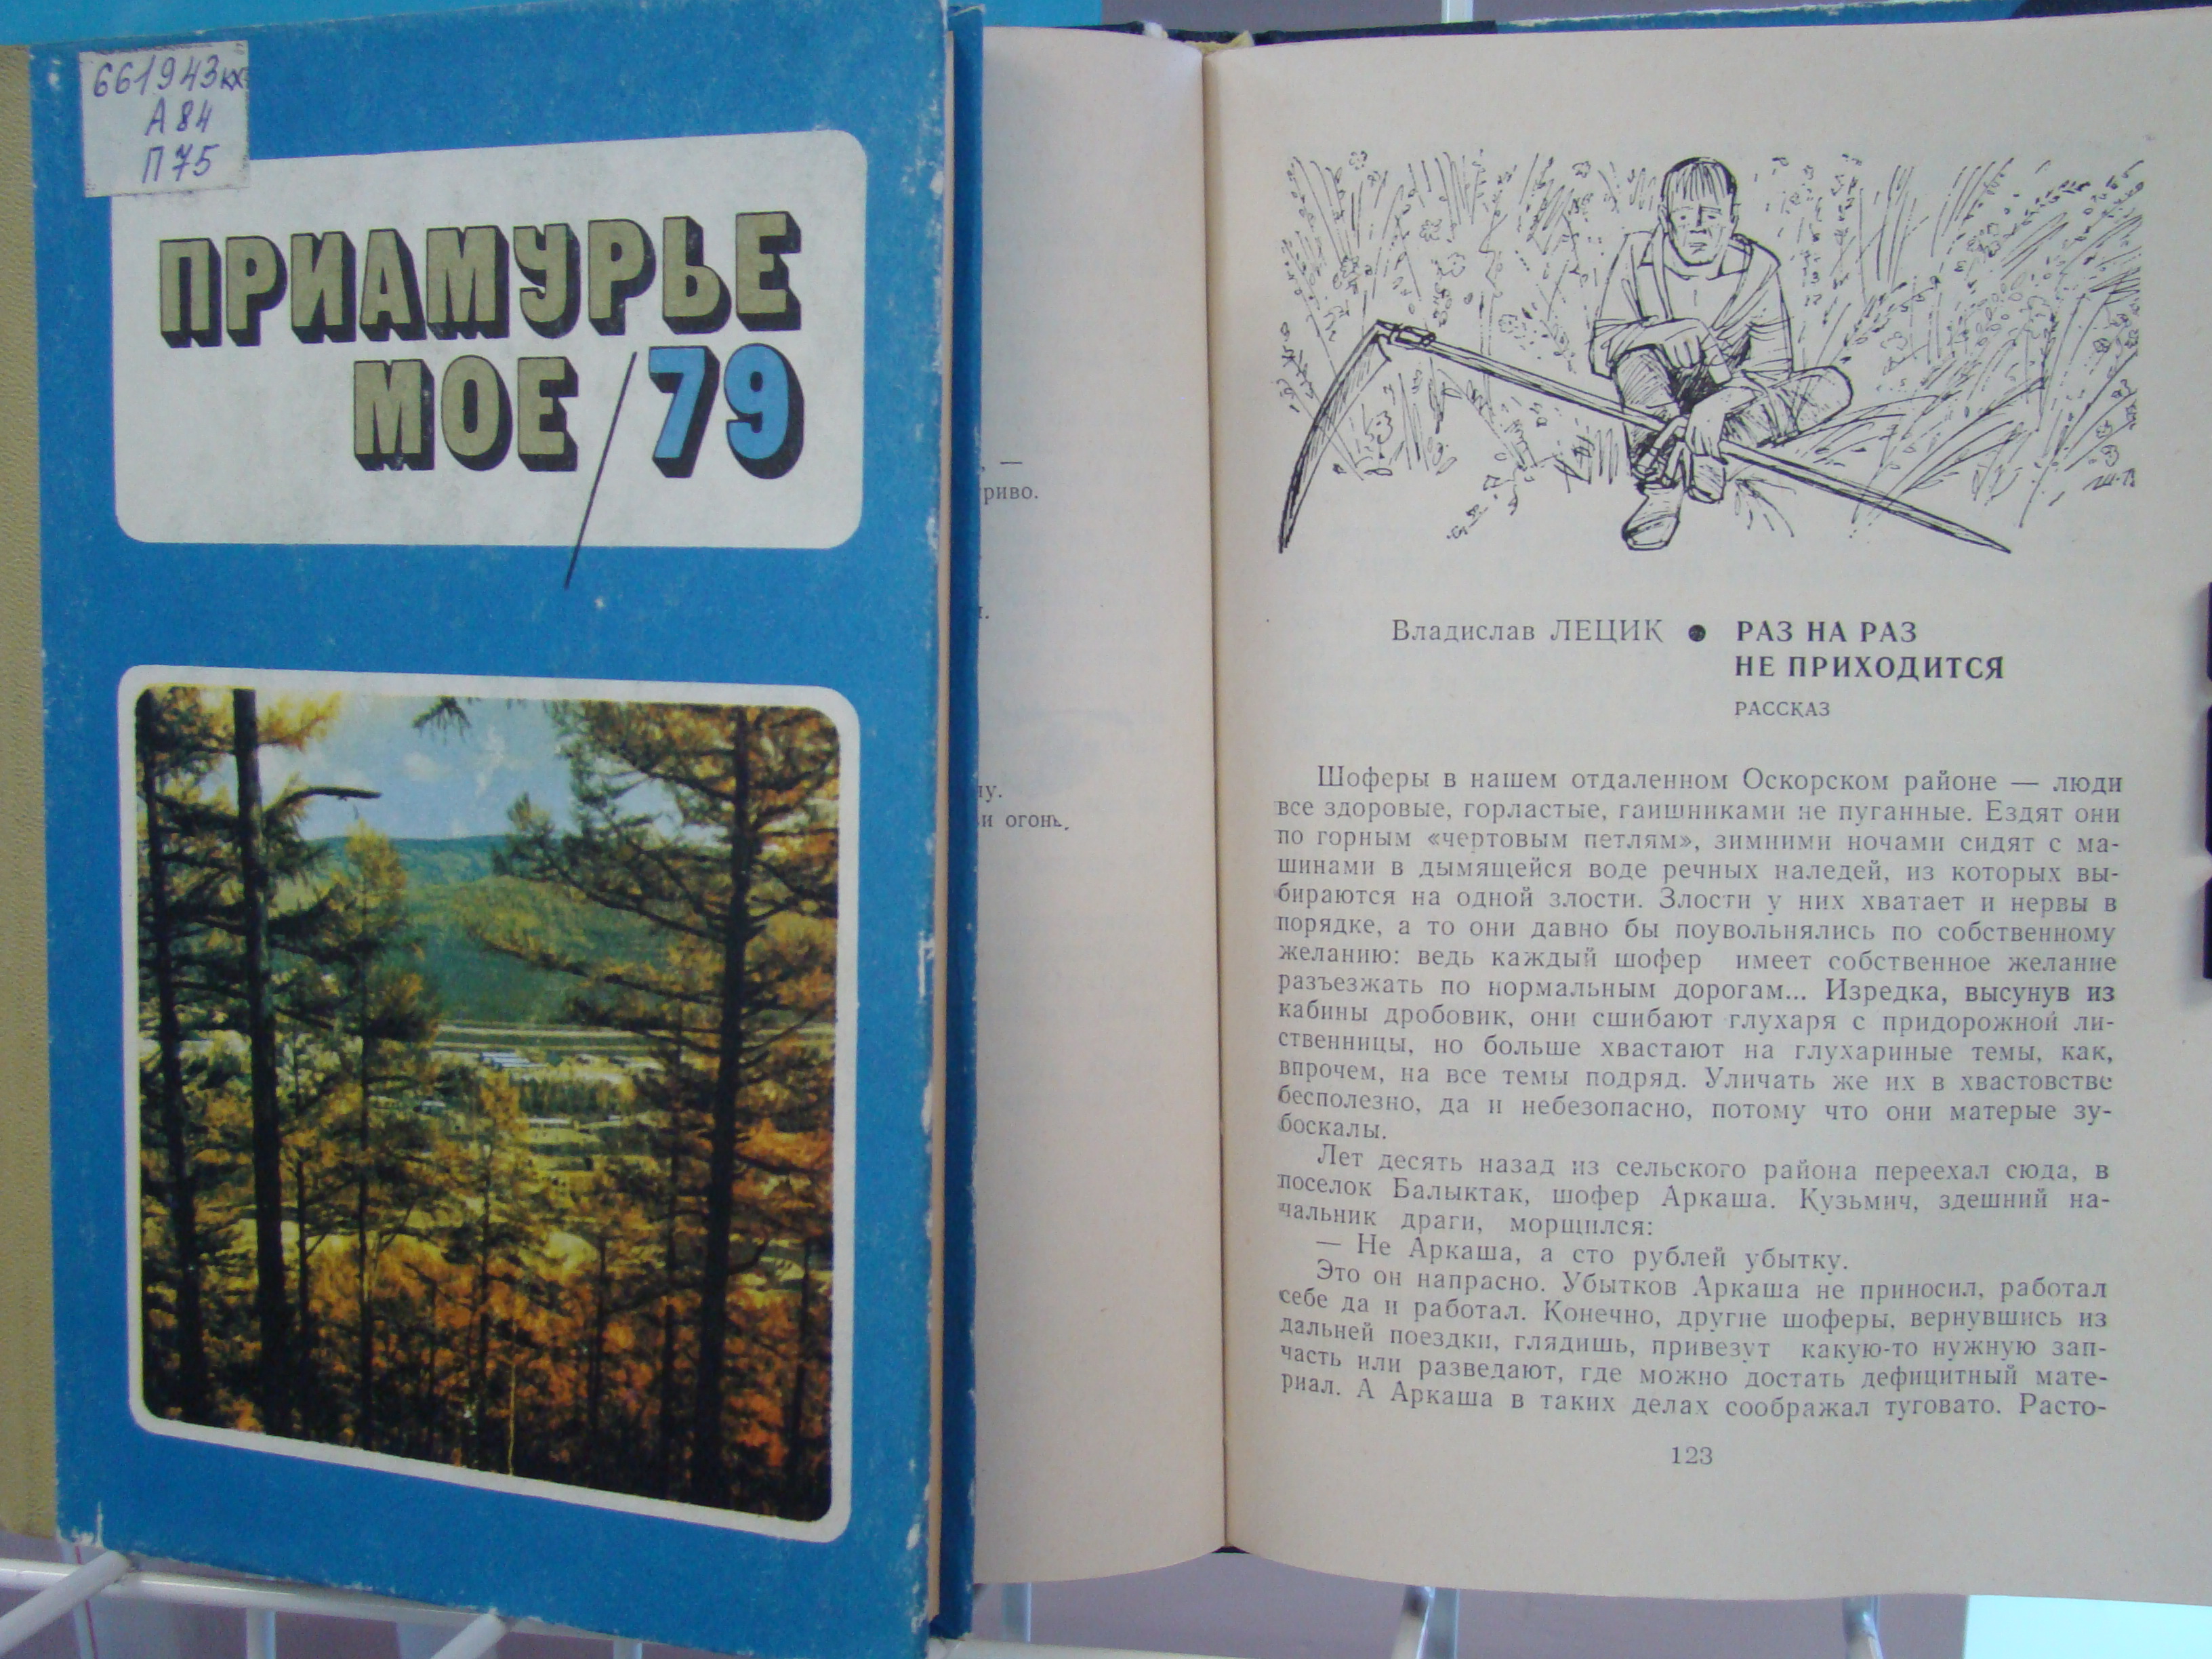 661943кх
А84
П75
ПРИАМУРЬЕ
МОЕ/79
, —
риво.
и огонь.
Владислав ЛЕЦИК ● РАЗ НА РАЗ
НЕ ПРИХОДИТСЯ
РАССКАЗ
Шоферы в нашем отдаленном Оскорском районе — люди
все здоровые, горластые, гаишниками не пуганные. Ездят они
по горным «чертовым петлям», зимними ночами сидят с ма-
шинами в дымящейся воде речных наледей, из которых вы-
бираются на одной злости. Злости у них хватает и нервы в
порядке, а то они давно бы поувольнялись по собственному
желанию: ведь каждый шофер имеет собственное желание
разъезжать по нормальным дорогам... Изредка, высунув из
кабины дробовик, они сшибают глухаря с придорожной ли-
ственницы, но больше хвастают на глухариные темы, как,
впрочем, на все темы подряд. Уличать же их в хвастовстве
бесполезно, да и небезопасно, потому что они матерые зу-
боскалы.
Лет десять назад из сельского района переехал сюда, в
поселок Балыктак, шофер Аркаша. Кузьмич, здешний на-
чальник драги, морщился:
— Не Аркаша, а сто рублей убытку.
Это он напрасно. Убытков Аркаша не приносил, работал
себе да и работал. Конечно, другие шоферы, вернувшись из
дальней поездки, глядишь, привезут какую-то нужную зап-
часть или разведают, где можно достать дефицитный мате-
риал. А Аркаша в таких делах соображал туговато. Расто-
123